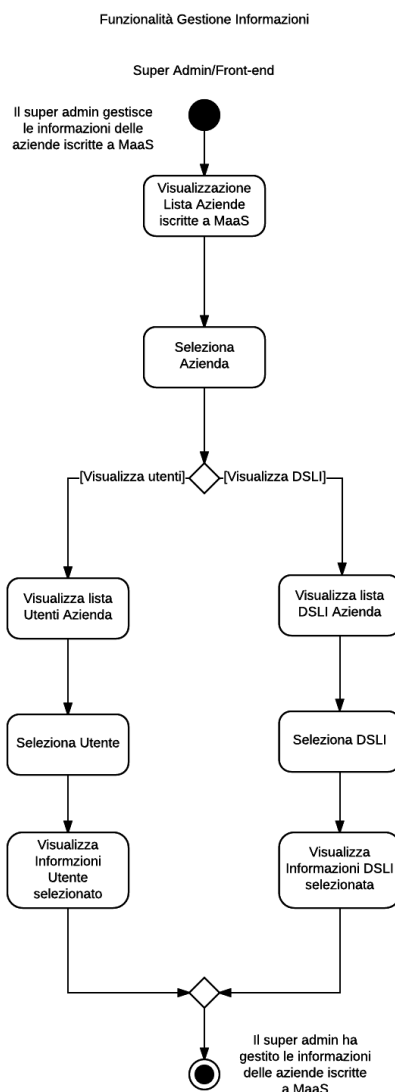 Funzionalità Gestione Informazioni
Super Admin/Front-end
Il super admin gestisce
le informazioni delle
aziende iscritte a MaaS
Visualizzazione
Lista Aziende
iscritte a MaaS
Seleziona
Azienda
[Visualizza utenti]
[Visualizza DSLI]
Visualizza lista
Utenti Azienda
Visualizza lista
DSLI Azienda
Seleziona Utente
Seleziona DSLI
Visualizza
Informzioni
Utente
selezionato
Visualizza
Informazioni DSLI
selezionata
Il super admin ha
gestito le informazioni
delle aziende iscritte
a MaaS